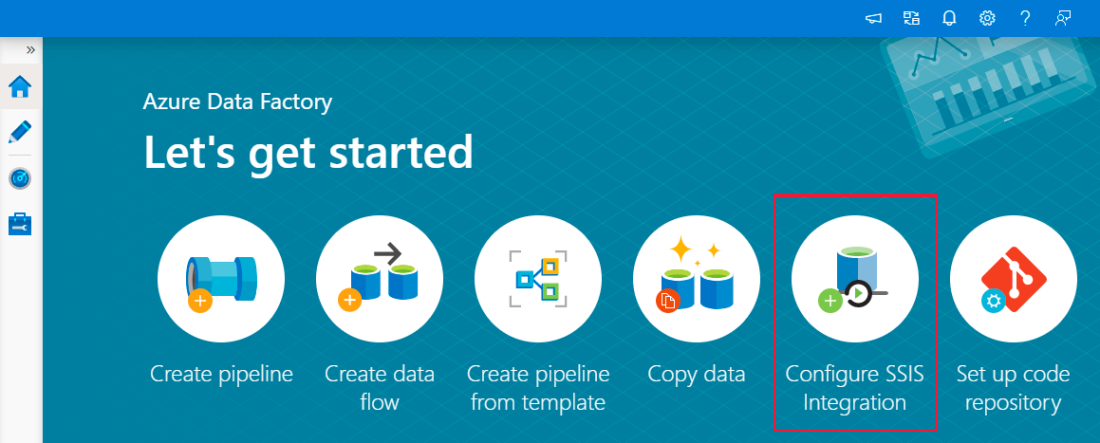 »
Azure Data Factory
Let's get started
Create pipeline
Create data
flow
Create pipeline
from template
Copy data
Configure SSIS
Integration
Set up code
repository